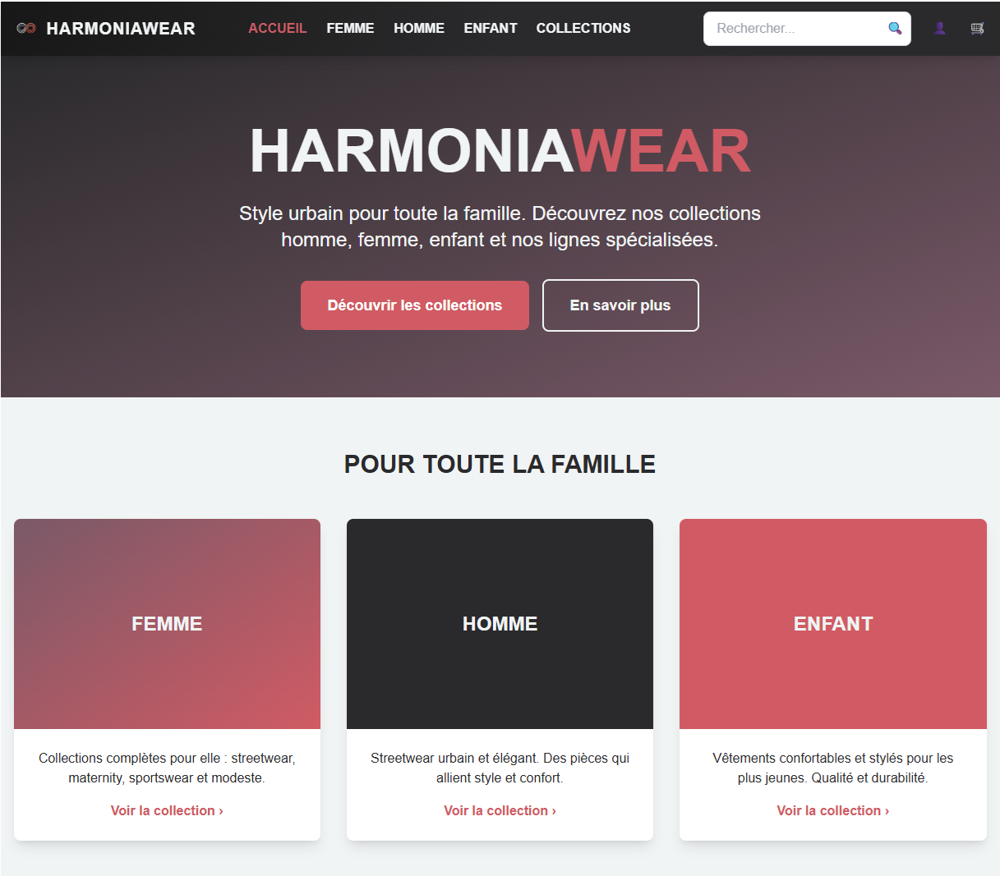 HARMONIAWEAR
ACCUEIL FEMME HOMME ENFANT COLLECTIONS
Rechercher...
HARMONIAWEAR
Style urbain pour toute la famille. Découvrez nos collections
homme, femme, enfant et nos lignes spécialisées.
Découvrir les collections
En savoir plus
POUR TOUTE LA FAMILLE
FEMME
Collections complètes pour elle : streetwear,
maternity, sportswear et modeste.
Voir la collection ›
HOMME
Streetwear urbain et élégant. Des pièces qui
allient style et confort.
Voir la collection ›
ENFANT
Vêtements confortables et stylés pour les
plus jeunes. Qualité et durabilité.
Voir la collection ›